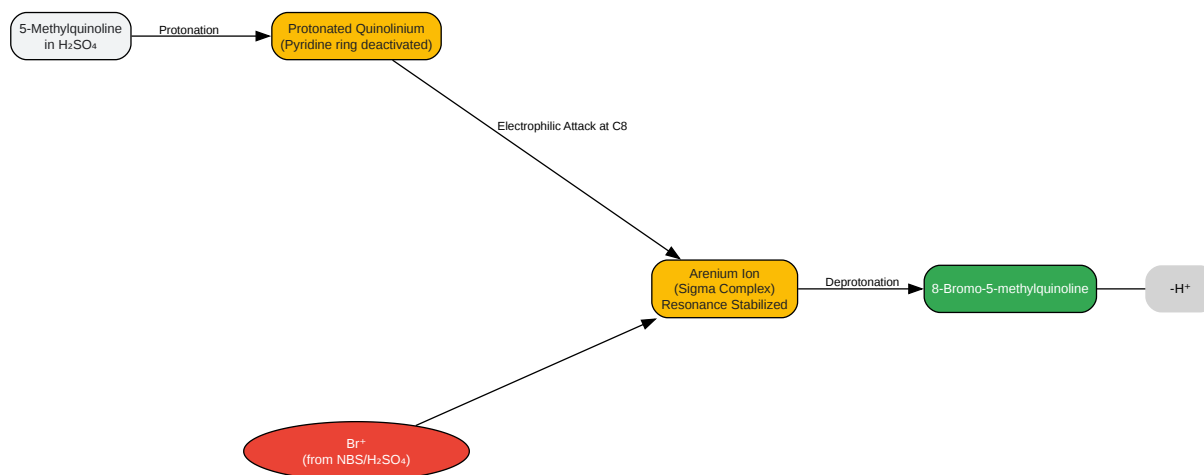 5-Methylquinoline
in H₂SO₄
Protonation
Protonated Quinolinium
(Pyridine ring deactivated)
Electrophilic Attack at C8
Arenium Ion
(Sigma Complex)
Resonance Stabilized
Deprotonation
8-Bromo-5-methylquinoline
-H⁺
Br⁺
(from NBS/H₂SO₄)